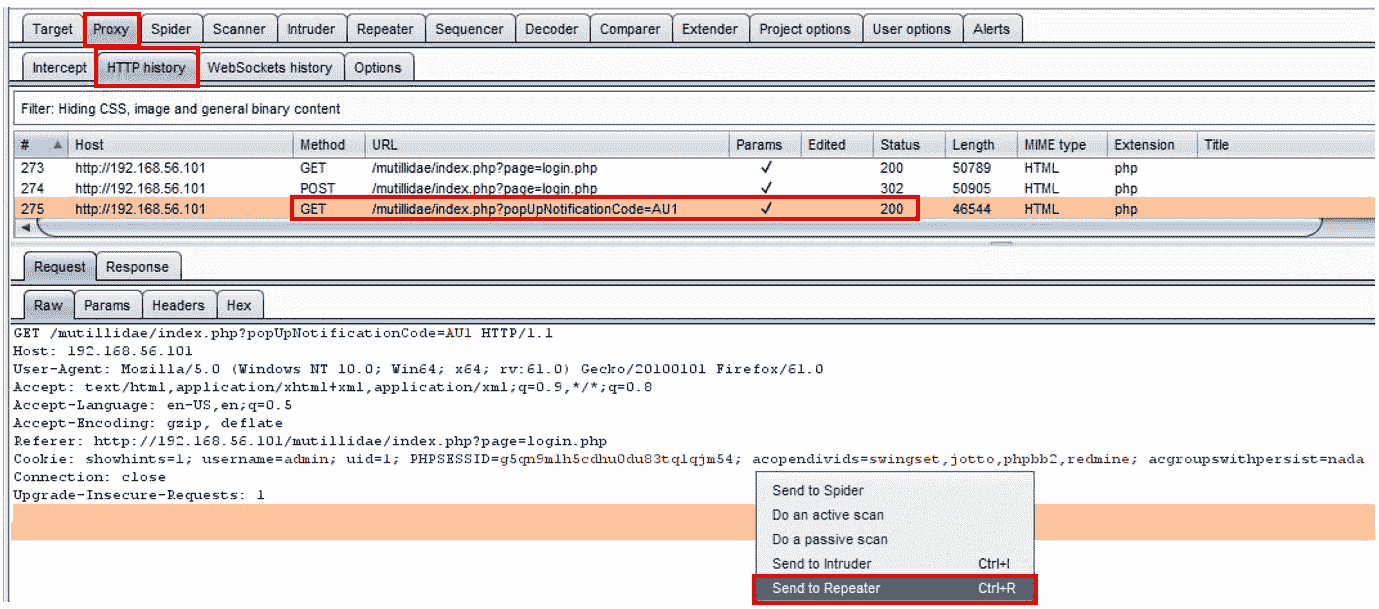 Target Proxy Spider Scanner Intruder Repeater Sequencer Decoder Comparer Extender Project options User options Alerts
Intercept HTTP history WebSockets history Options
Filter: Hiding CSS, image and general binary content
# Host Method URL Params Edited Status Length MIME type Extension Title
273 http://192.168.56.101 GET /mutillidae/index.php?page=login.php ✓ 200 50789 HTML php
274 http://192.168.56.101 POST /mutillidae/index.php?page=login.php ✓ 302 50905 HTML php
275 http://192.168.56.101 GET /mutillidae/index.php?popUpNotificationCode=AU1 ✓ 200 46544 HTML php
Request Response
Raw Params Headers Hex
GET /mutillidae/index.php?popUpNotificationCode=AU1 HTTP/1.1
Host: 192.168.56.101
User-Agent: Mozilla/5.0 (Windows NT 10.0; Win64; x64; rv:61.0) Gecko/20100101 Firefox/61.0
Accept: text/html,application/xhtml+xml,application/xml;q=0.9,*/*;q=0.8
Accept-Language: en-US,en;q=0.5
Accept-Encoding: gzip, deflate
Referer: http://192.168.56.101/mutillidae/index.php?page=login.php
Cookie: showhints=1; username=admin; uid=1; PHPSESSID=g5qn9mlh5cdhu0du83tqlqjm54; acopendivids=swingset,jotto,phpbb2,redmine; acgroupswithpersist=nada
Connection: close
Upgrade-Insecure-Requests: 1
Send to Spider
Do an active scan
Do a passive scan
Send to Intruder Ctrl+I
Send to Repeater Ctrl+R